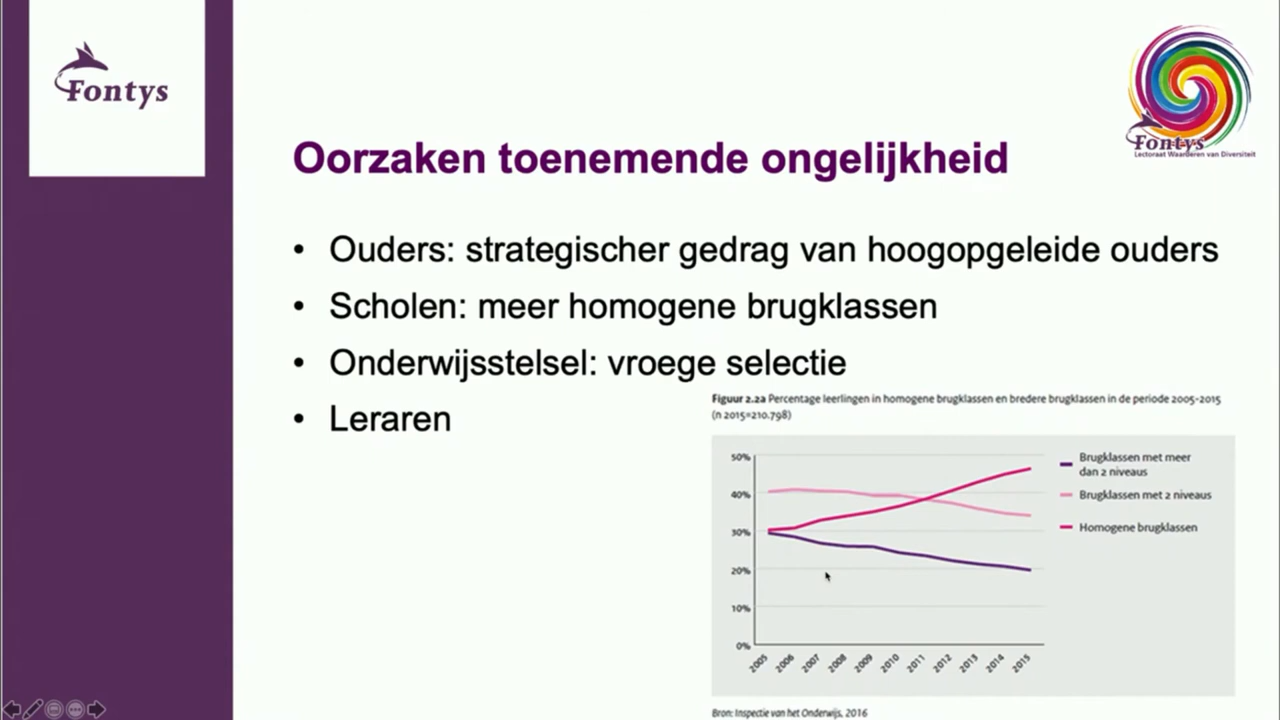 Fontys
Fontys
Lectoraat Waarderen van Diversiteit
Oorzaken toenemende ongelijkheid
• Ouders: strategischer gedrag van hoogopgeleide ouders
• Scholen: meer homogene brugklassen
• Onderwijsstelsel: vroege selectie
• Leraren
Figuur 2.2a Percentage leerlingen in homogene brugklassen en bredere brugklassen in de periode 2005-2015
(n 2015=210.798)
50%
40%
30%
20%
10%
0%
2005 2006 2007 2008 2009 2010 2011 2012 2013 2014 2015
Brugklassen met meer
dan 2 niveaus
Brugklassen met 2 niveaus
Homogene brugklassen
Bron: Inspectie van het Onderwijs, 2016